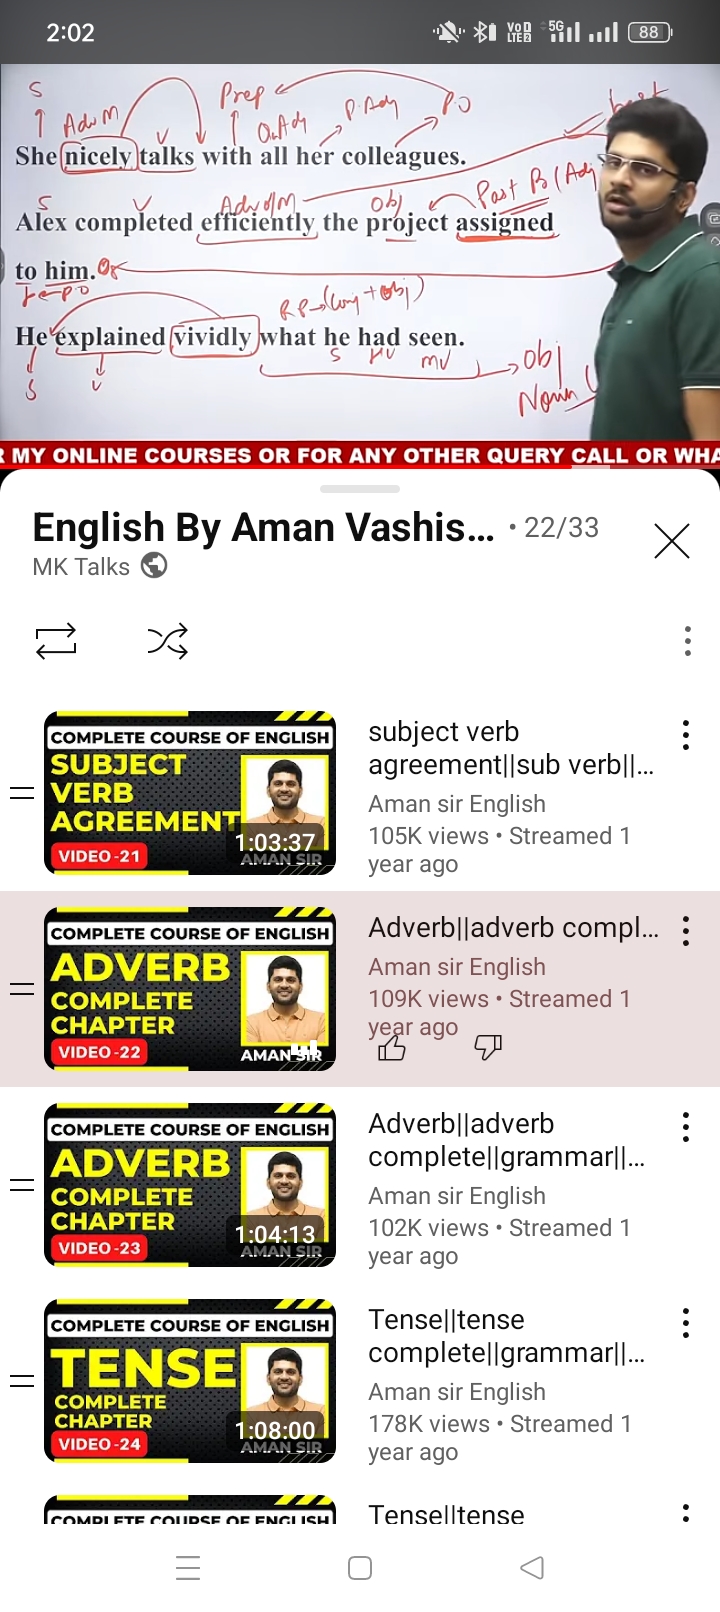 2:02
VoD LTE2 5G 88
S
Adv M Prep
V Q.Adj P.Adj P.O
She nicely talks with all her colleagues.
S V Adv of M Obj Past
Alex completed efficiently the project assigned
to him. Or
He explained vividly what he had seen.
S HV MV Obj
S V Noun
R MY ONLINE COURSES OR FOR ANY OTHER QUERY CALL OR WHA
English By Aman Vashis... • 22/33
MK Talks
COMPLETE COURSE OF ENGLISH
SUBJECT
VERB
AGREEMENT
1:03:37
VIDEO -21 AMAN SIR
subject verb
agreement||sub verb||...
Aman sir English
105K views • Streamed 1
year ago
COMPLETE COURSE OF ENGLISH
ADVERB
COMPLETE
CHAPTER
VIDEO -22 AMAN SIR
Adverb||adverb compl...
Aman sir English
109K views • Streamed 1
year ago
COMPLETE COURSE OF ENGLISH
ADVERB
COMPLETE
CHAPTER
1:04:13
VIDEO -23 AMAN SIR
Adverb||adverb
complete||grammar||...
Aman sir English
102K views • Streamed 1
year ago
COMPLETE COURSE OF ENGLISH
TENSE
COMPLETE
CHAPTER
1:08:00
VIDEO -24 AMAN SIR
Tense||tense
complete||grammar||...
Aman sir English
178K views • Streamed 1
year ago
COMPLETE COURSE OF ENGLISH
Tense||tense